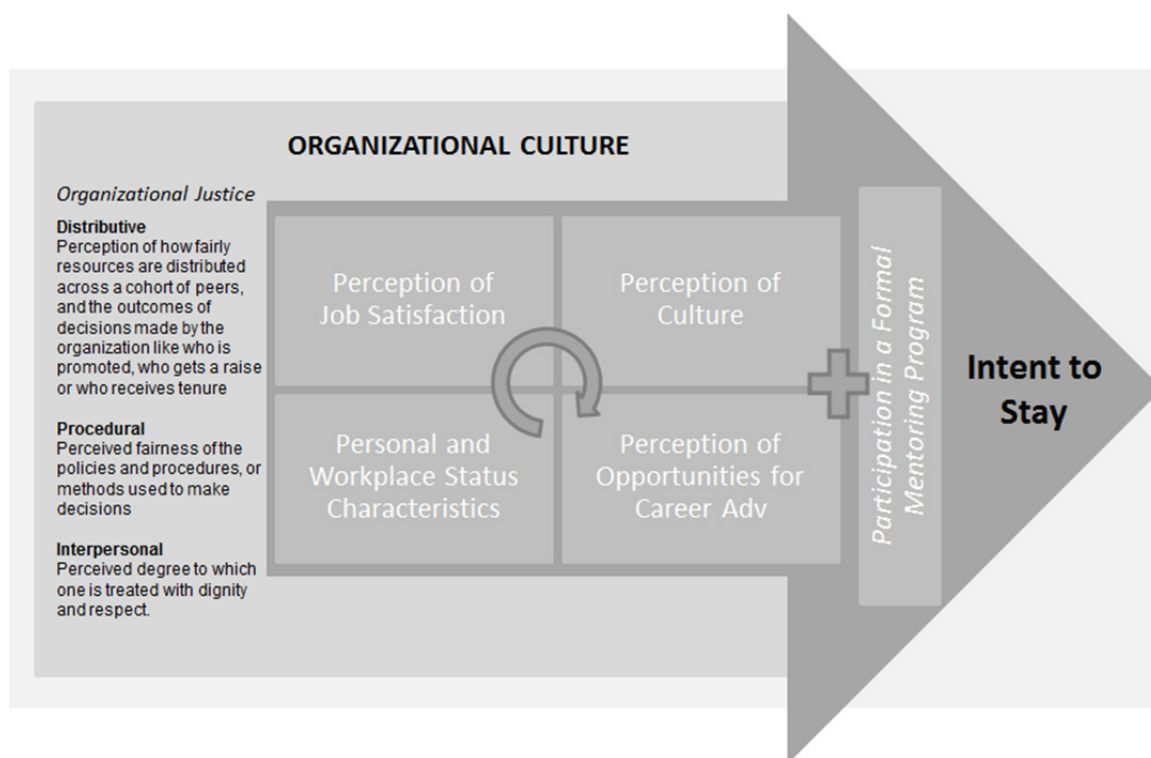 ORGANIZATIONAL CULTURE
Organizational Justice
Distributive
Perception of how fairly
resources are distributed
across a cohort of peers,
and the outcomes of
decisions made by the
organization like who is
promoted, who gets a raise
or who receives tenure
Procedural
Perceived fairness of the
policies and procedures, or
methods used to make
decisions
Interpersonal
Perceived degree to which
one is treated with dignity
and respect.
Perception of
Job Satisfaction
Perception of
Culture
Personal and
Workplace Status
Characteristics
Perception of
Opportunities for
Career Adv
Participation in a Formal
Mentoring Program
Intent to
Stay